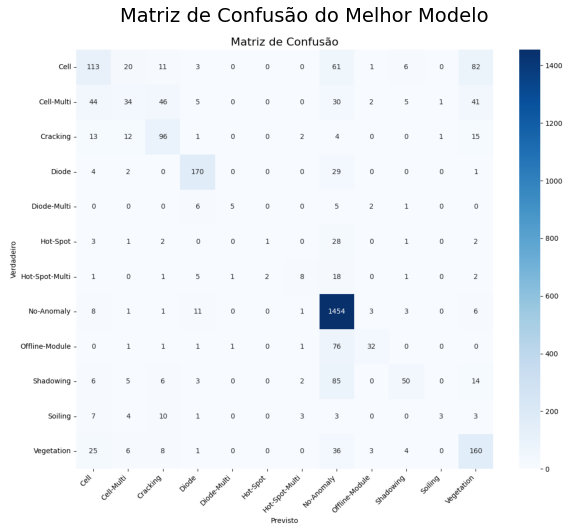 Matriz de Confusão do Melhor Modelo
Matriz de Confusão
Cell 113 20 11 3 0 0 0 61 1 6 0 82
Cell-Multi 44 34 46 5 0 0 0 30 2 5 1 41
Cracking 13 12 96 1 0 0 2 4 0 0 1 15
Diode 4 2 0 170 0 0 0 29 0 0 0 1
Diode-Multi 0 0 0 6 5 0 0 5 2 1 0 0
Hot-Spot 3 1 2 0 0 1 0 28 0 1 0 2
Hot-Spot-Multi 1 0 1 5 1 2 8 18 0 1 0 2
No-Anomaly 8 1 1 11 0 0 1 1454 3 3 0 6
Offline-Module 0 1 1 1 1 0 1 76 32 0 0 0
Shadowing 6 5 6 3 0 0 2 85 0 50 0 14
Soiling 7 4 10 1 0 0 3 3 0 0 3 3
Vegetation 25 6 8 1 0 0 0 36 3 4 0 160
Verdadeiro
Cell Cell-Multi Cracking Diode Diode-Multi Hot-Spot Hot-Spot-Multi No-Anomaly Offline-Module Shadowing Soiling Vegetation
Previsto
1400
1200
1000
800
600
400
200
0